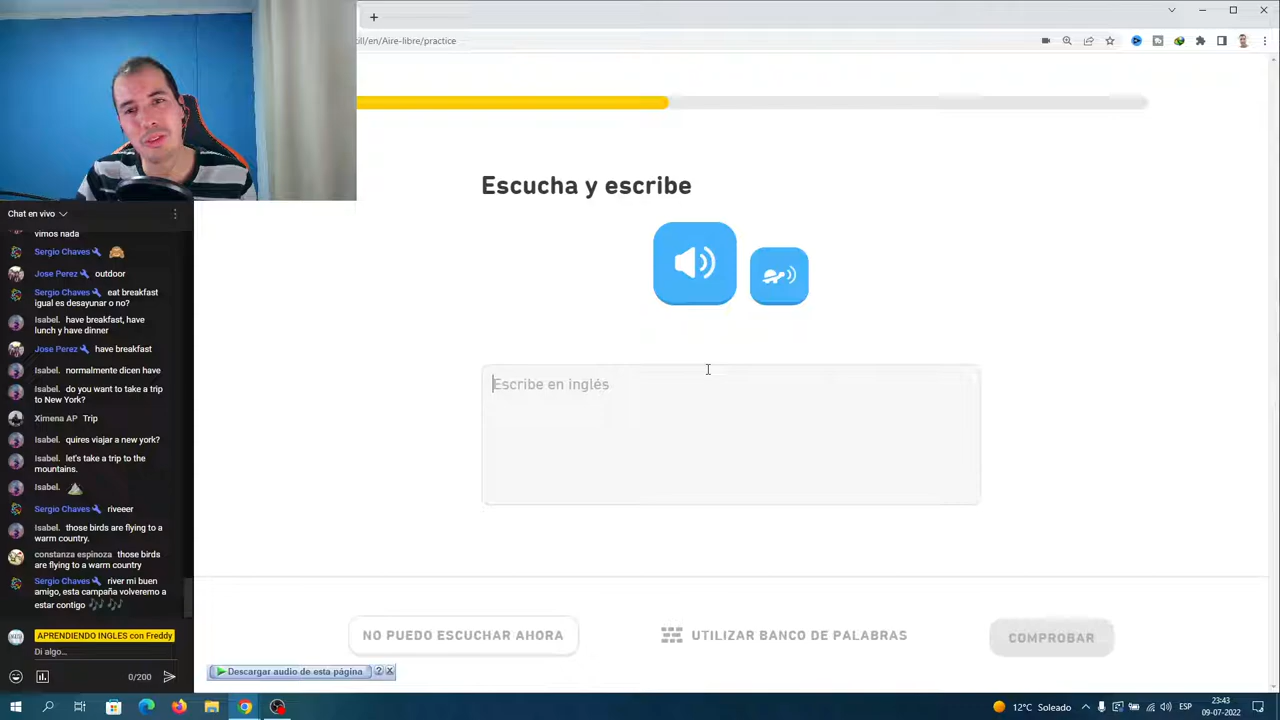 ill/en/Aire-libre/practice
Escucha y escribe
Escribe en inglés
NO PUEDO ESCUCHAR AHORA
UTILIZAR BANCO DE PALABRAS
COMPROBAR
Descargar audio de esta página
Chat en vivo
vimos nada
Sergio Chaves
Jose Perez outdoor
Sergio Chaves eat breakfast
igual es desayunar o no?
Isabel. have breakfast, have
lunch y have dinner
Jose Perez have breakfast
Isabel. normalmente dicen have
Isabel. do you want to take a trip
to New York?
Ximena AP Trip
Isabel. quires viajar a new york?
Isabel. let's take a trip to the
mountains.
Isabel.
Sergio Chaves riveeer
Isabel. those birds are flying to a
warm country.
constanza espinoza those birds
are flying to a warm country
Sergio Chaves river mi buen
amigo, esta campaña volveremo a
estar contigo
APRENDIENDO INGLES con Freddy
Di algo...
0/200
12°C Soleado
ESP
23:43
09-07-2022